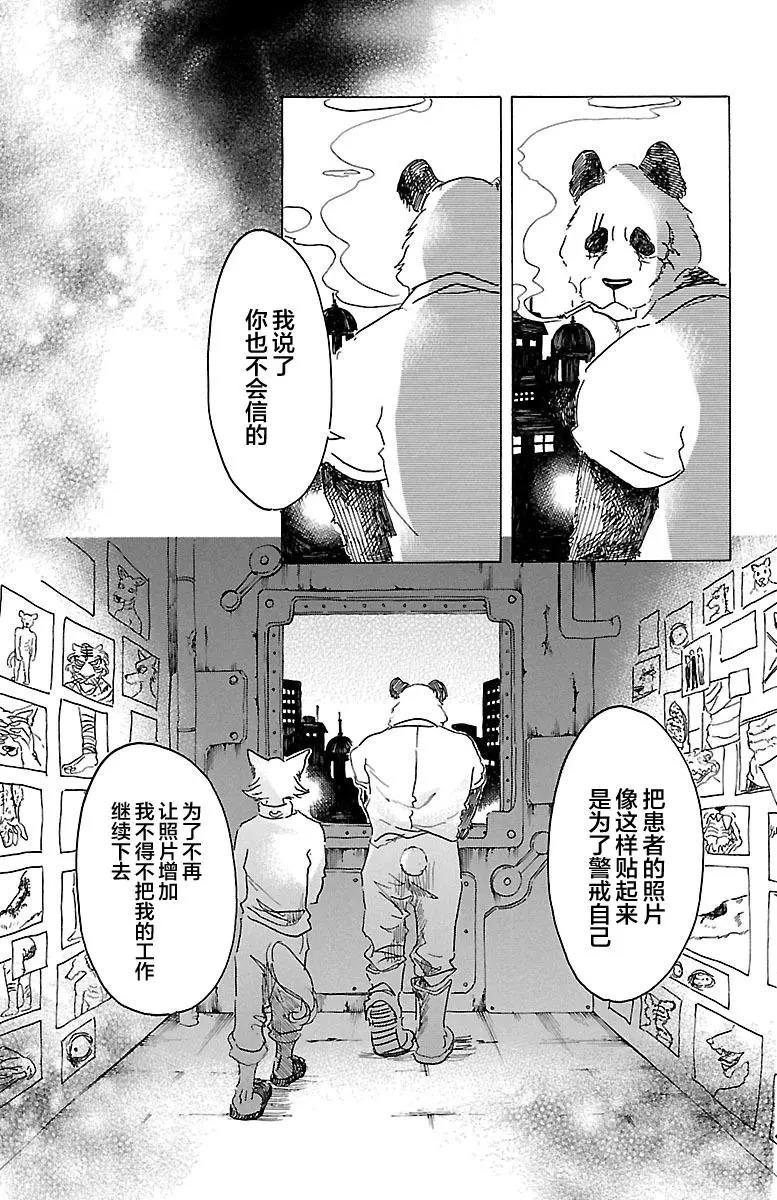 我说了
你也不会信的
把患者的照片
像这样贴起来
是为了警戒自己
为了不再
让照片增加
我不得不把我的工作
继续下去